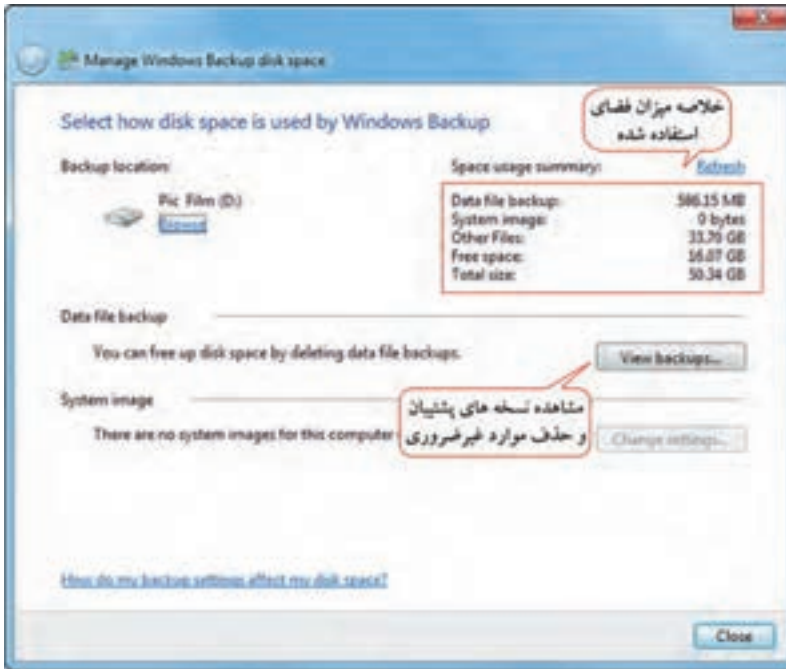 Manage Windows Backup disk space
Select how disk space is used by Windows Backup
خلاصه میزان فضای
استفاده شده
Backup location:
Pic Film (D:)
Browse
Space usage summary: Refresh
Data file backup: 586.15 MB
System image: 0 bytes
Other Files: 33.70 GB
Free space: 16.07 GB
Total size: 50.34 GB
Data file backup
You can free up disk space by deleting data file backups.
View backups...
System image
There are no system images for this computer
مشاهده نسخه های پشتیبان
و حذف موارد غیرضروری
Change settings...
How do my backup settings affect my disk space?
Close